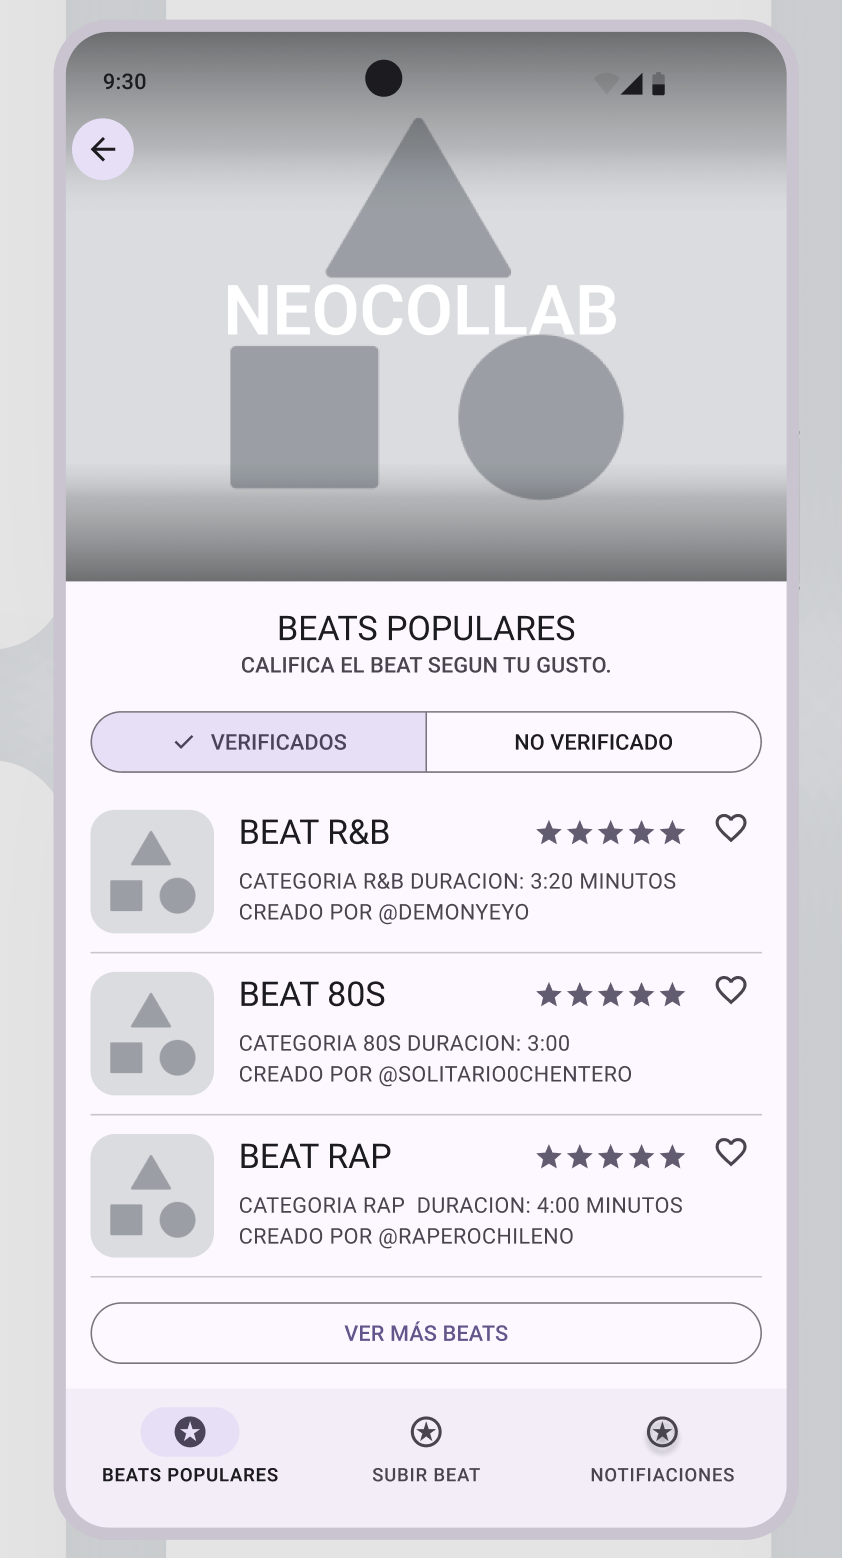 9:30
NEOCOLLAB
BEATS POPULARES
CALIFICA EL BEAT SEGUN TU GUSTO.
VERIFICADOS
NO VERIFICADO
BEAT R&B
CATEGORIA R&B DURACION: 3:20 MINUTOS
CREADO POR @DEMONYEYO
BEAT 80S
CATEGORIA 80S DURACION: 3:00
CREADO POR @SOLITARIO0CHENTERO
BEAT RAP
CATEGORIA RAP  DURACION: 4:00 MINUTOS
CREADO POR @RAPEROCHILENO
VER MÁS BEATS
BEATS POPULARES
SUBIR BEAT
NOTIFIACIONES